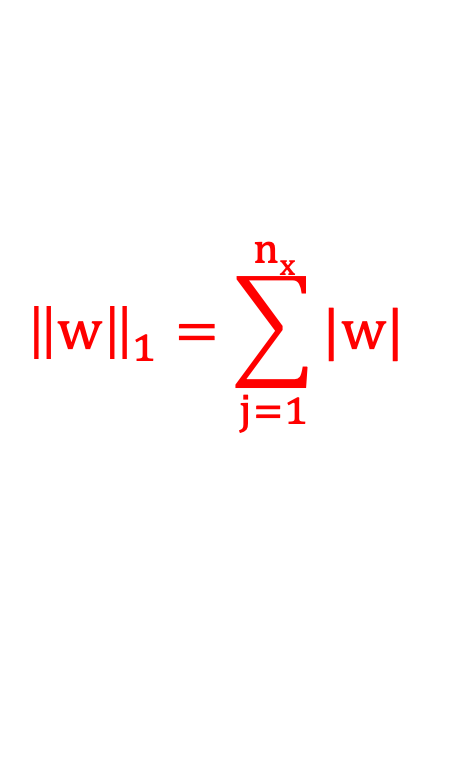 n_x
‖w‖₁ = ∑ |w|
j=1